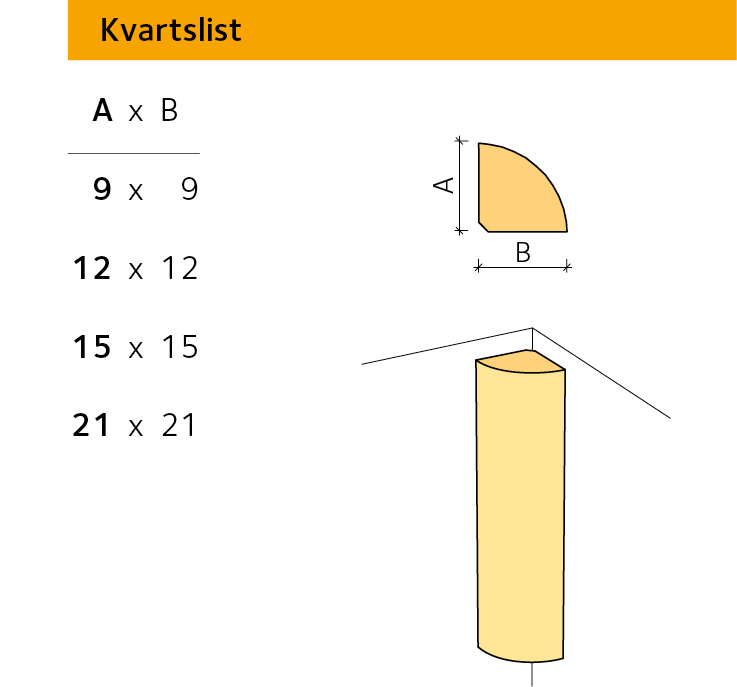 Kvartslist
A x B
9 x 9
12 x 12
15 x 15
21 x 21
A
B